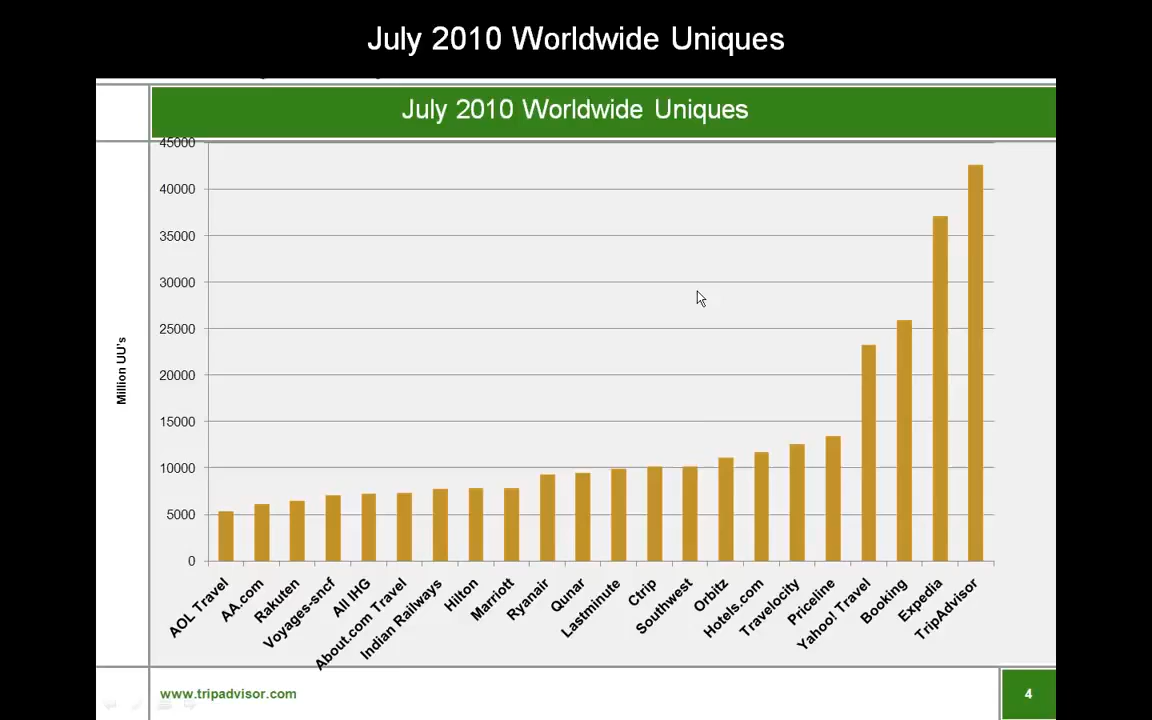 July 2010 Worldwide Uniques
July 2010 Worldwide Uniques
45000
40000
35000
30000
25000
20000
15000
10000
5000
0
Million UU's
AOL Travel
AA.com
Rakuten
Voyages-sncf
All IHG
About.com Travel
Indian Railways
Hilton
Marriott
Ryanair
Qunar
Lastminute
Ctrip
Southwest
Orbitz
Hotels.com
Travelocity
Priceline
Yahoo! Travel
Booking
Expedia
TripAdvisor
www.tripadvisor.com
4